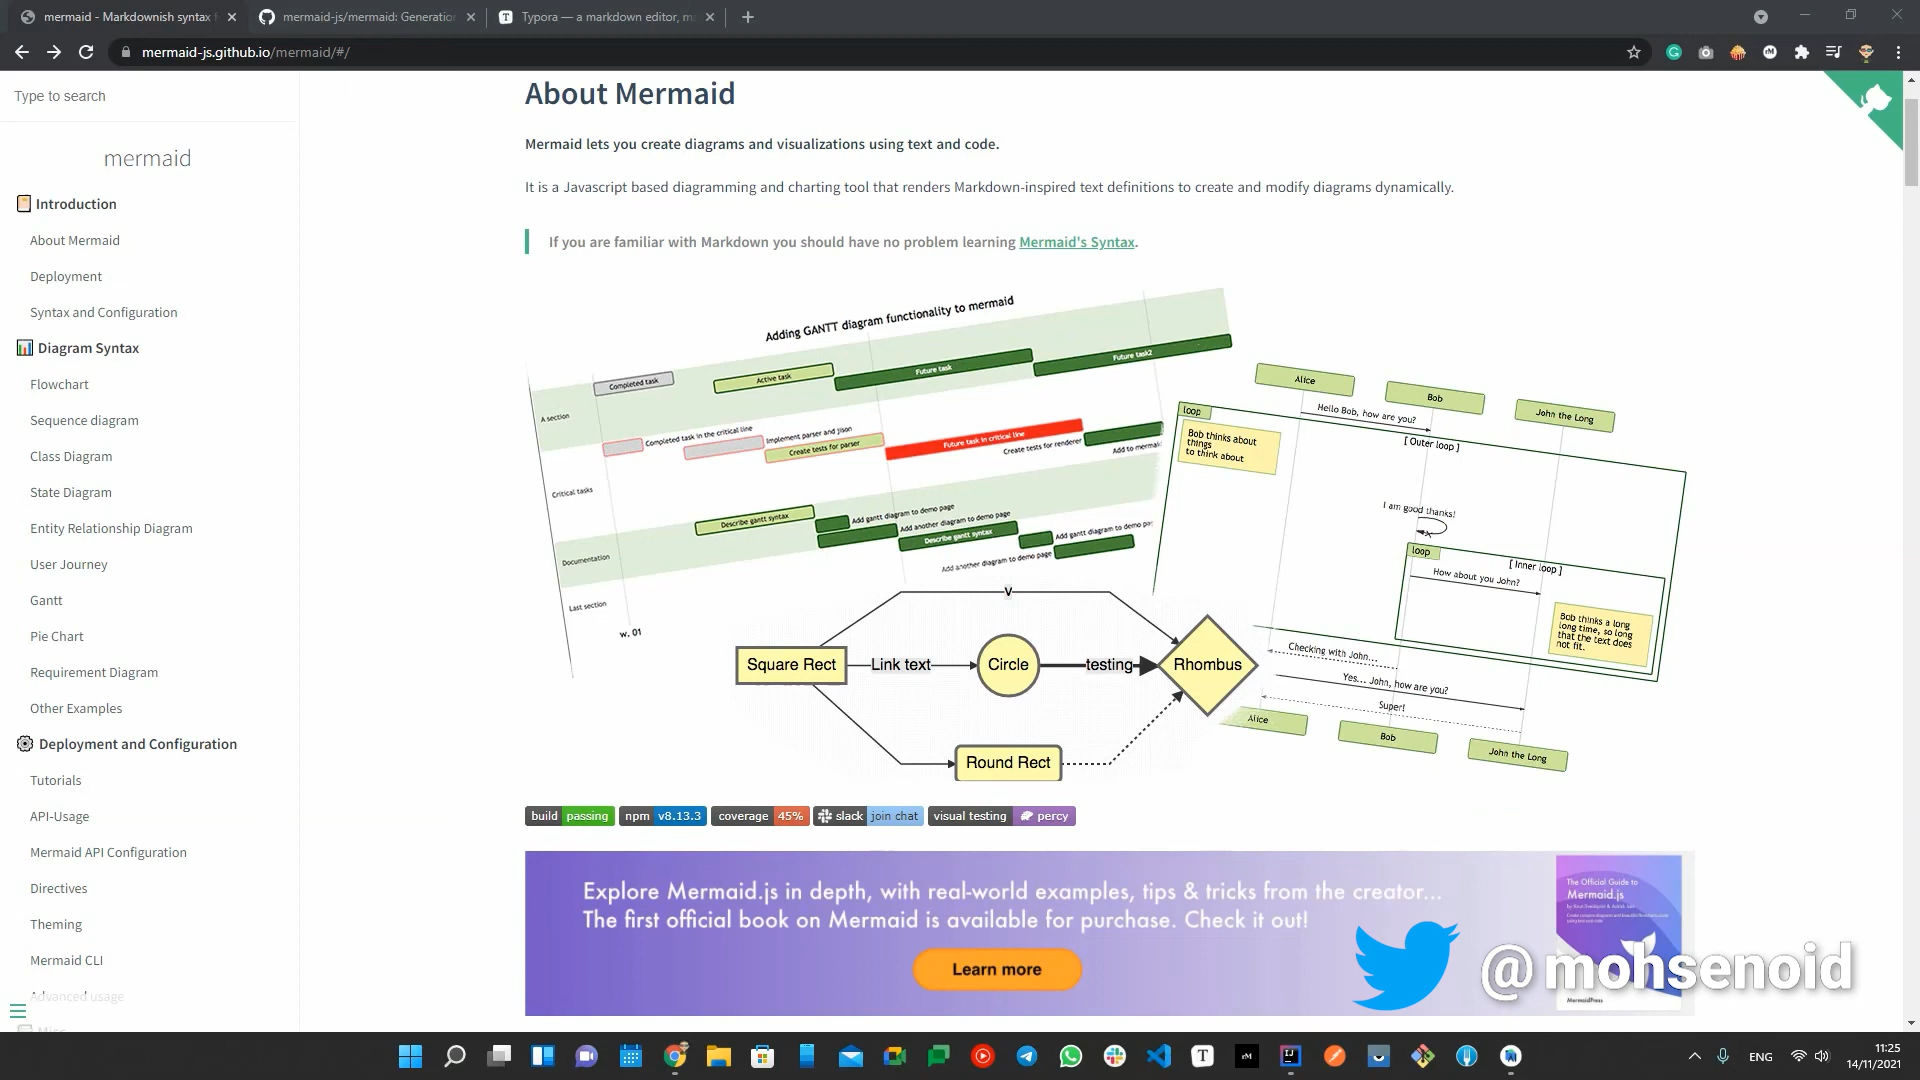 mermaid - Markdownish syntax f
mermaid-js/mermaid: Generation
Typora — a markdown editor, m
mermaid-js.github.io/mermaid/#/
Type to search
mermaid
Introduction
About Mermaid
Deployment
Syntax and Configuration
Diagram Syntax
Flowchart
Sequence diagram
Class Diagram
State Diagram
Entity Relationship Diagram
User Journey
Gantt
Pie Chart
Requirement Diagram
Other Examples
Deployment and Configuration
Tutorials
API-Usage
Mermaid API Configuration
Directives
Theming
Mermaid CLI
Advanced usage
Misc
About Mermaid
Mermaid lets you create diagrams and visualizations using text and code.
It is a Javascript based diagramming and charting tool that renders Markdown-inspired text definitions to create and modify diagrams dynamically.
If you are familiar with Markdown you should have no problem learning Mermaid's Syntax.
Adding GANTT diagram functionality to mermaid
A section
Completed task
Active task
Future task
Future task2
Critical tasks
Completed task in the critical line
Implement parser and jison
Create tests for parser
Future task in critical line
Create tests for renderer
Add to mermai
Documentation
Describe gantt syntax
Add gantt diagram to demo page
Add another diagram to demo page
Last section
Describe gantt syntax
Add gantt diagram to demo pa
Add another diagram to demo page
w. 01
Alice
Bob
John the Long
Hello Bob, how are you?
loop
[ Outer loop ]
Bob thinks about
things
to think about
I am good thanks!
loop
[ Inner loop ]
How about you John?
Bob thinks a long
long time, so long
that the text does
not fit.
Checking with John...
Yes... John, how are you?
Super!
Alice
Bob
John the Long
V
Square Rect
Link text
Circle
testing
Rhombus
Round Rect
build passing
npm v8.13.3
coverage 45%
slack join chat
visual testing percy
Explore Mermaid.js in depth, with real-world examples, tips & tricks from the creator...
The first official book on Mermaid is available for purchase. Check it out!
Learn more
The Official Guide to
Mermaid.js
MermaidPress
@mohsenoid
ENG
11:25
14/11/2021